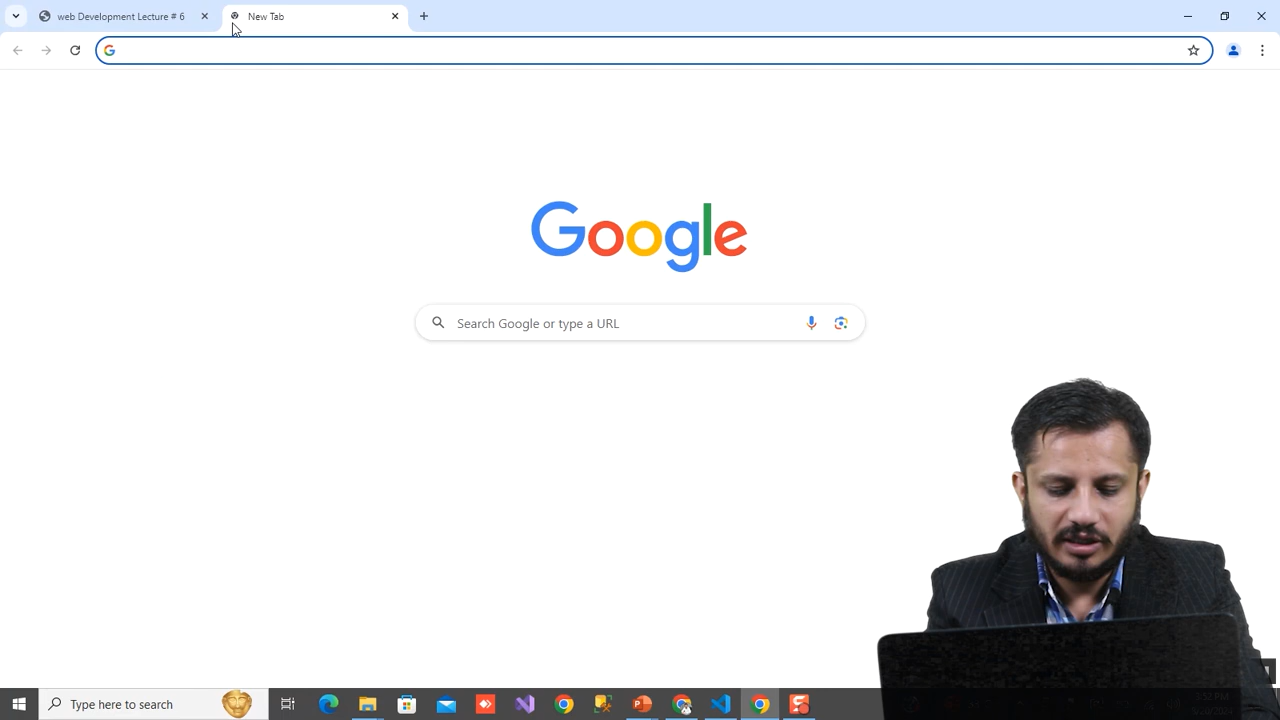 web Development Lecture # 6
New Tab
Google
Search Google or type a URL
Type here to search